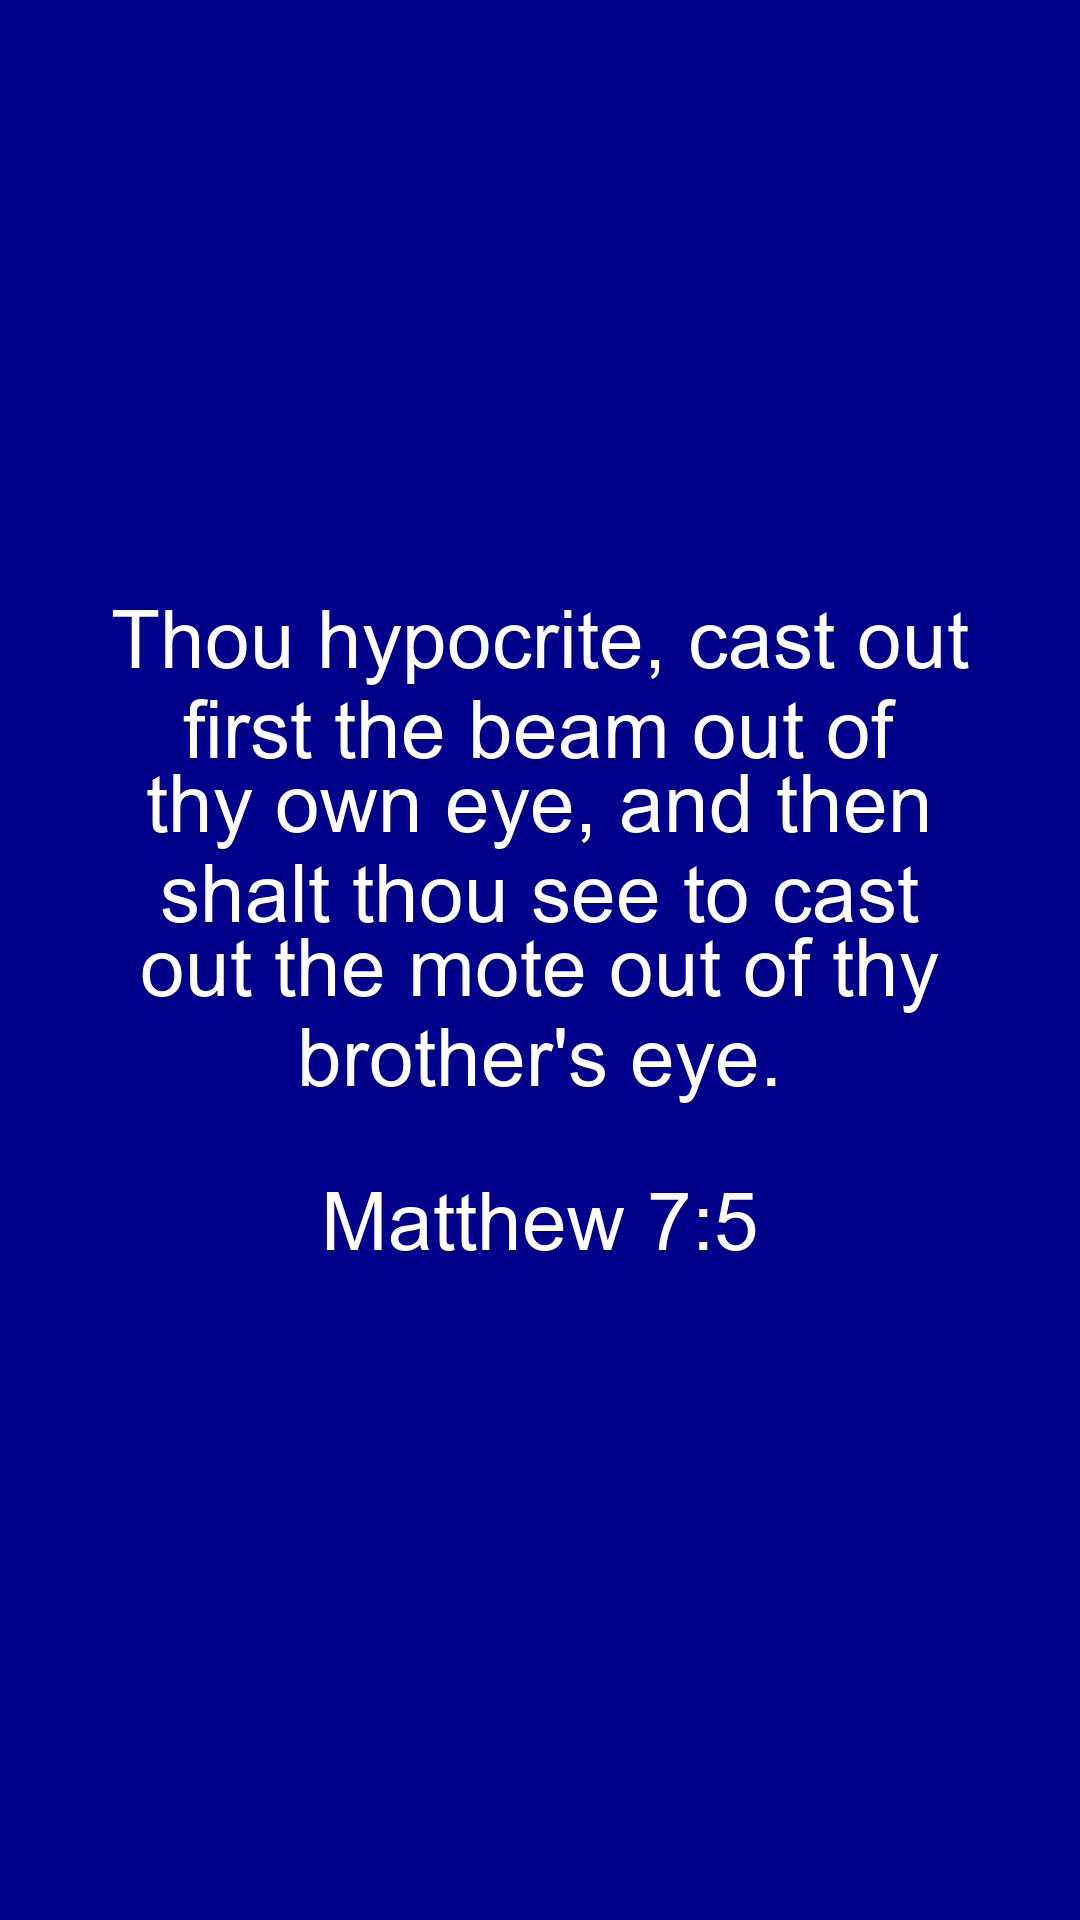 Thou hypocrite, cast out
first the beam out of
thy own eye, and then
shalt thou see to cast
out the mote out of thy
brother's eye.
Matthew 7:5